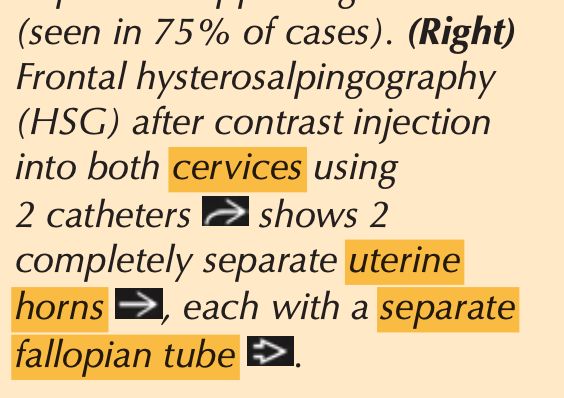 (seen in 75% of cases). (Right)
Frontal hysterosalpingography
(HSG) after contrast injection
into both cervices using
2 catheters shows 2
completely separate uterine
horns , each with a separate
fallopian tube .